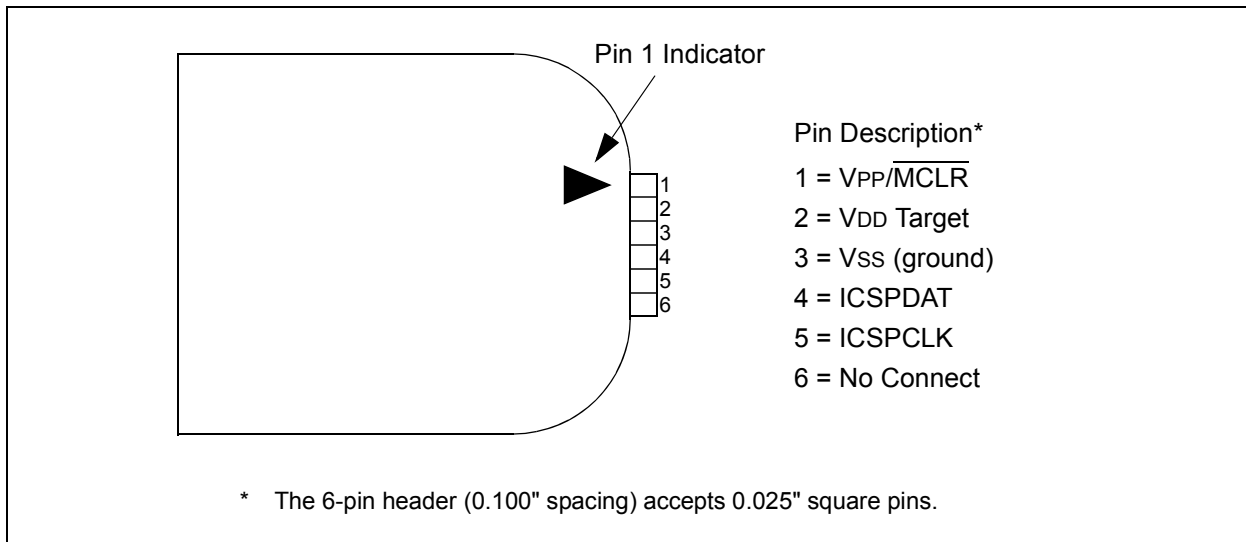 Pin 1 Indicator
1
2
3
4
5
6
Pin Description*
1 = VPP/M̅C̅L̅R̅
2 = VDD Target
3 = VSS (ground)
4 = ICSPDAT
5 = ICSPCLK
6 = No Connect
* The 6-pin header (0.100" spacing) accepts 0.025" square pins.